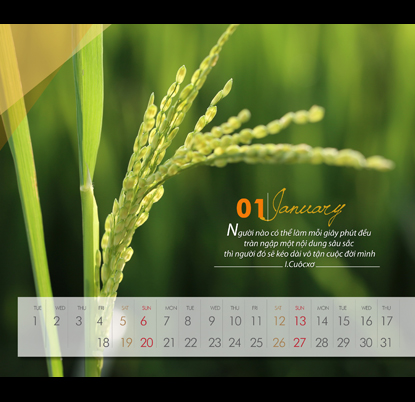 01 January
Người nào có thể làm mỗi giây phút đều
tràn ngập một nội dung sâu sắc
thì người đó sẽ kéo dài vô tận cuộc đời mình
I.Cuôcxơ
TUE WED THU FRI SAT SUN MON TUE WED THU FRI SAT SUN MON TUE WED THU
1 2 3 4 5 6 7 8 9 10 11 12 13 14 15 16 17
18 19 20 21 22 23 24 25 26 27 28 29 30 31